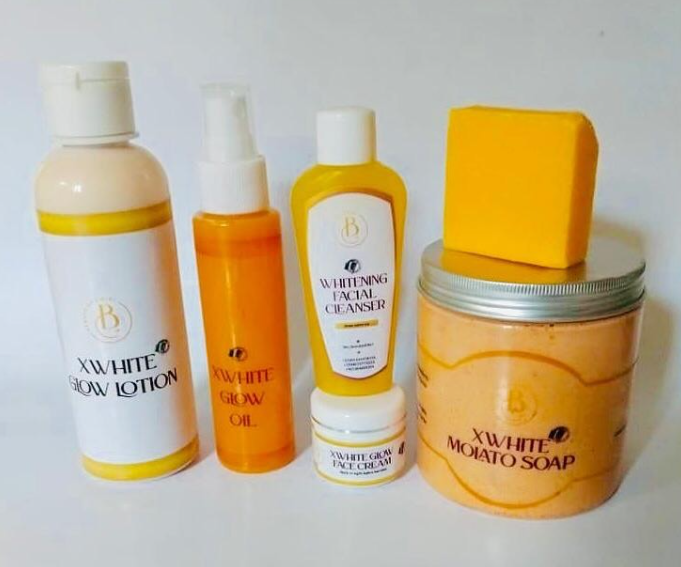 B
XWHITE
GLOW LOTION
XWHITE
GLOW
OIL
B
WHITENING
FACIAL
CLEANSER
XWHITE GLOW
FACE CREAM
B
XWHITE
MOLATO SOAP